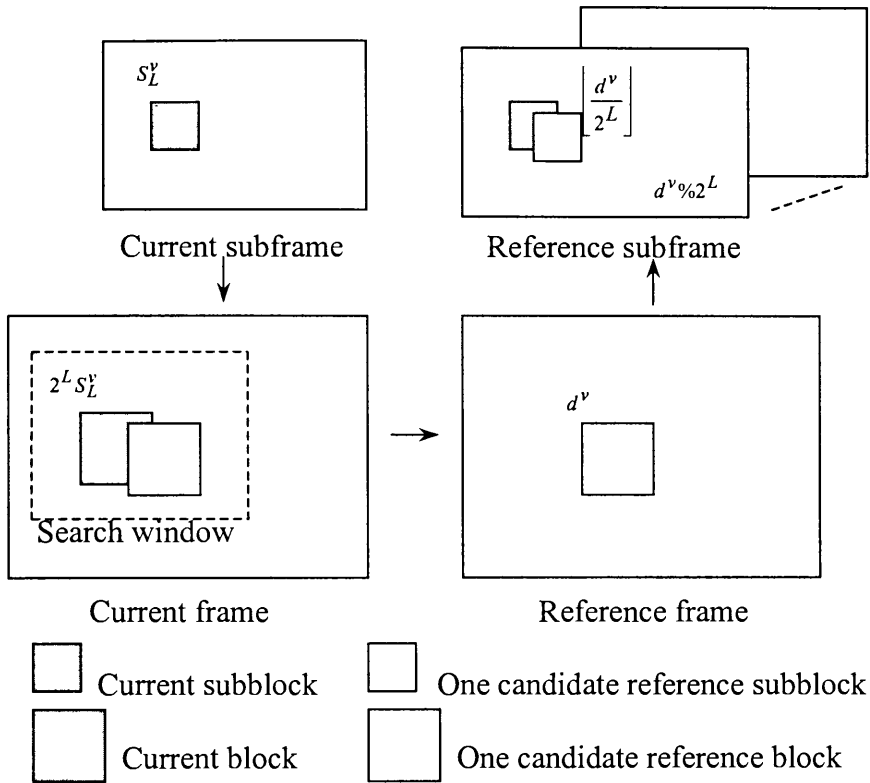 S_L^v
⌊d^v/2^L⌋
d^v%2^L
Current subframe
Reference subframe
2^L S_L^v
d^v
Search window
Current frame
Reference frame
Current subblock
One candidate reference subblock
Current block
One candidate reference block